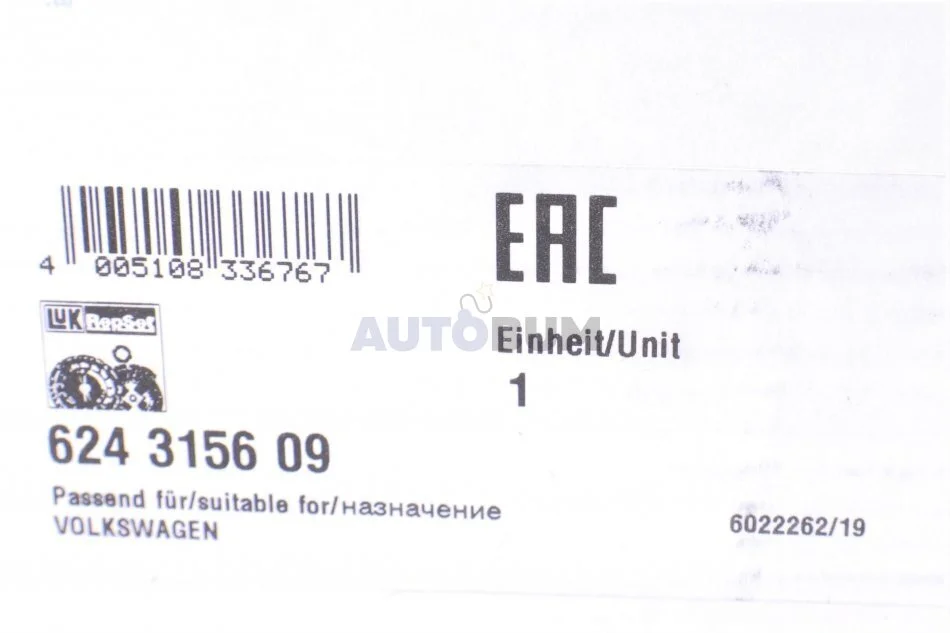 EAC
4 005108 336767
LuK RepSet
AUTOBUM
Einheit/Unit
1
624 3156 09
Passend für/suitable for/назначение
VOLKSWAGEN
6022262/19